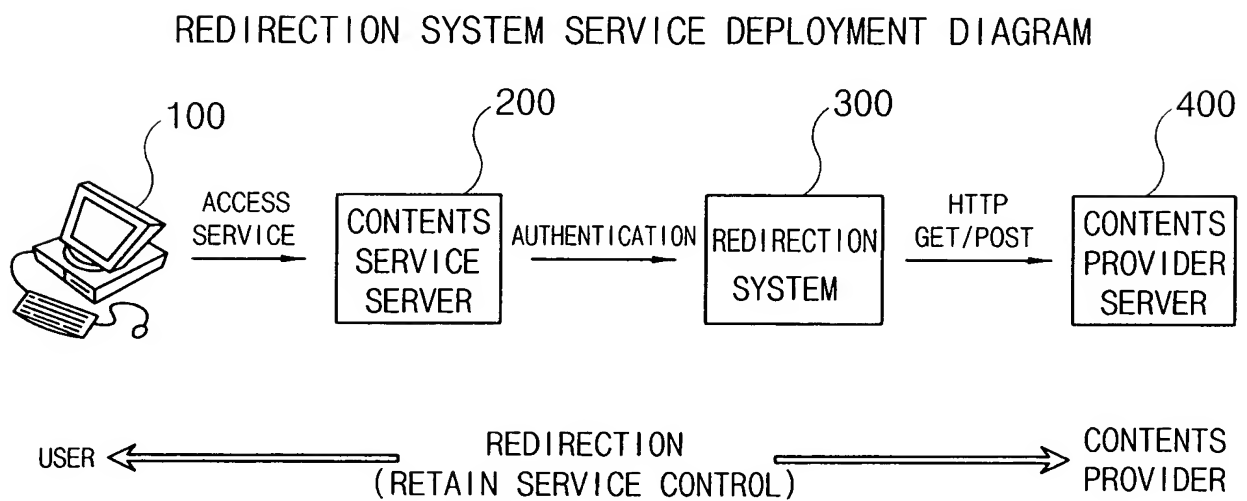 REDIRECTION SYSTEM SERVICE DEPLOYMENT DIAGRAM
100
200
300
400
ACCESS
SERVICE
CONTENTS
SERVICE
SERVER
AUTHENTICATION
REDIRECTION
SYSTEM
HTTP
GET/POST
CONTENTS
PROVIDER
SERVER
USER
REDIRECTION
(RETAIN SERVICE CONTROL)
CONTENTS
PROVIDER